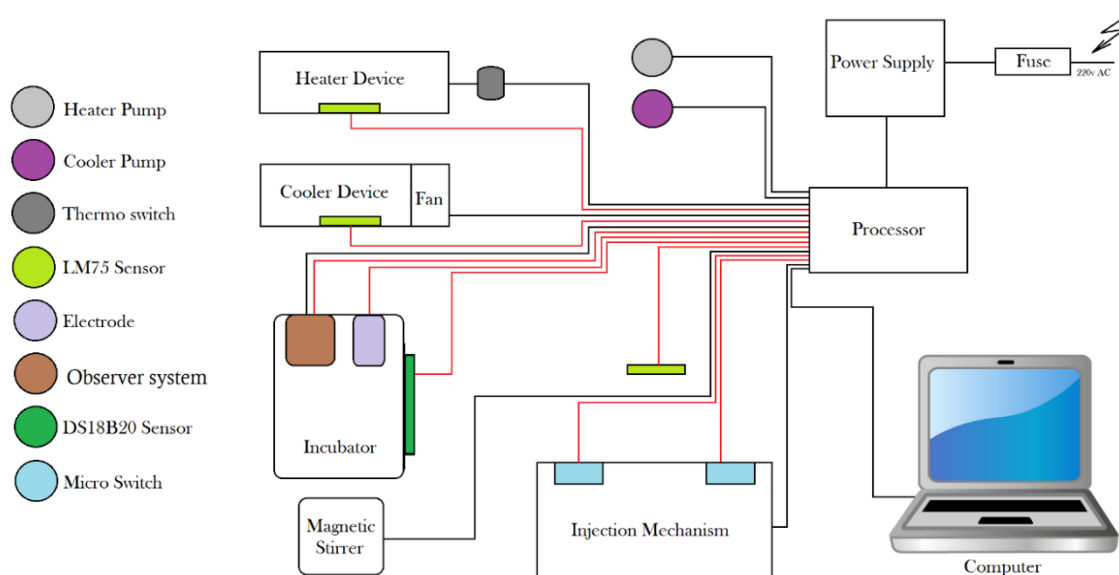 Heater Pump
Cooler Pump
Thermo switch
LM75 Sensor
Electrode
Observer system
DS18B20 Sensor
Micro Switch
Heater Device
Cooler Device
Fan
Incubator
Magnetic
Stirrer
Injection Mechanism
Power Supply
Fuse
220v AC
Processor
Computer